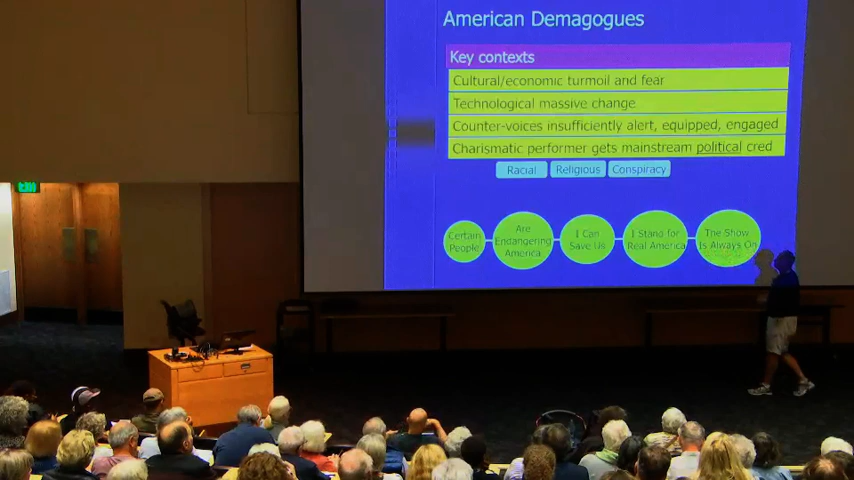 American Demagogues
Key contexts
Cultural/economic turmoil and fear
Technological massive change
Counter-voices insufficiently alert, equipped, engaged
Charismatic performer gets mainstream political cred
Racial Religious Conspiracy
Certain
People
Are
Endangering
America
I Can
Save Us
I Stand for
Real America
The Show
Is Always On